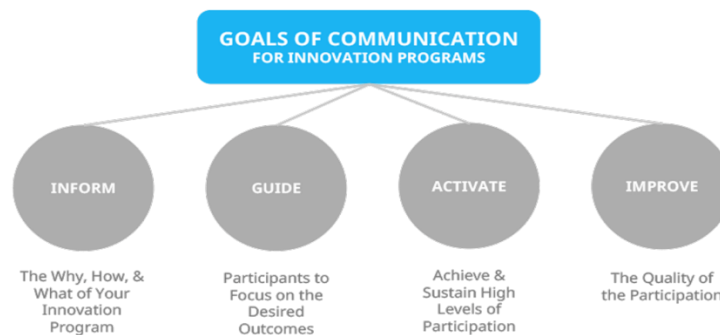 GOALS OF COMMUNICATION
FOR INNOVATION PROGRAMS
INFORM
GUIDE
ACTIVATE
IMPROVE
The Why, How, &
What of Your
Innovation
Program
Participants to
Focus on the
Desired
Outcomes
Achieve &
Sustain High
Levels of
Participation
The Quality of
the Participation